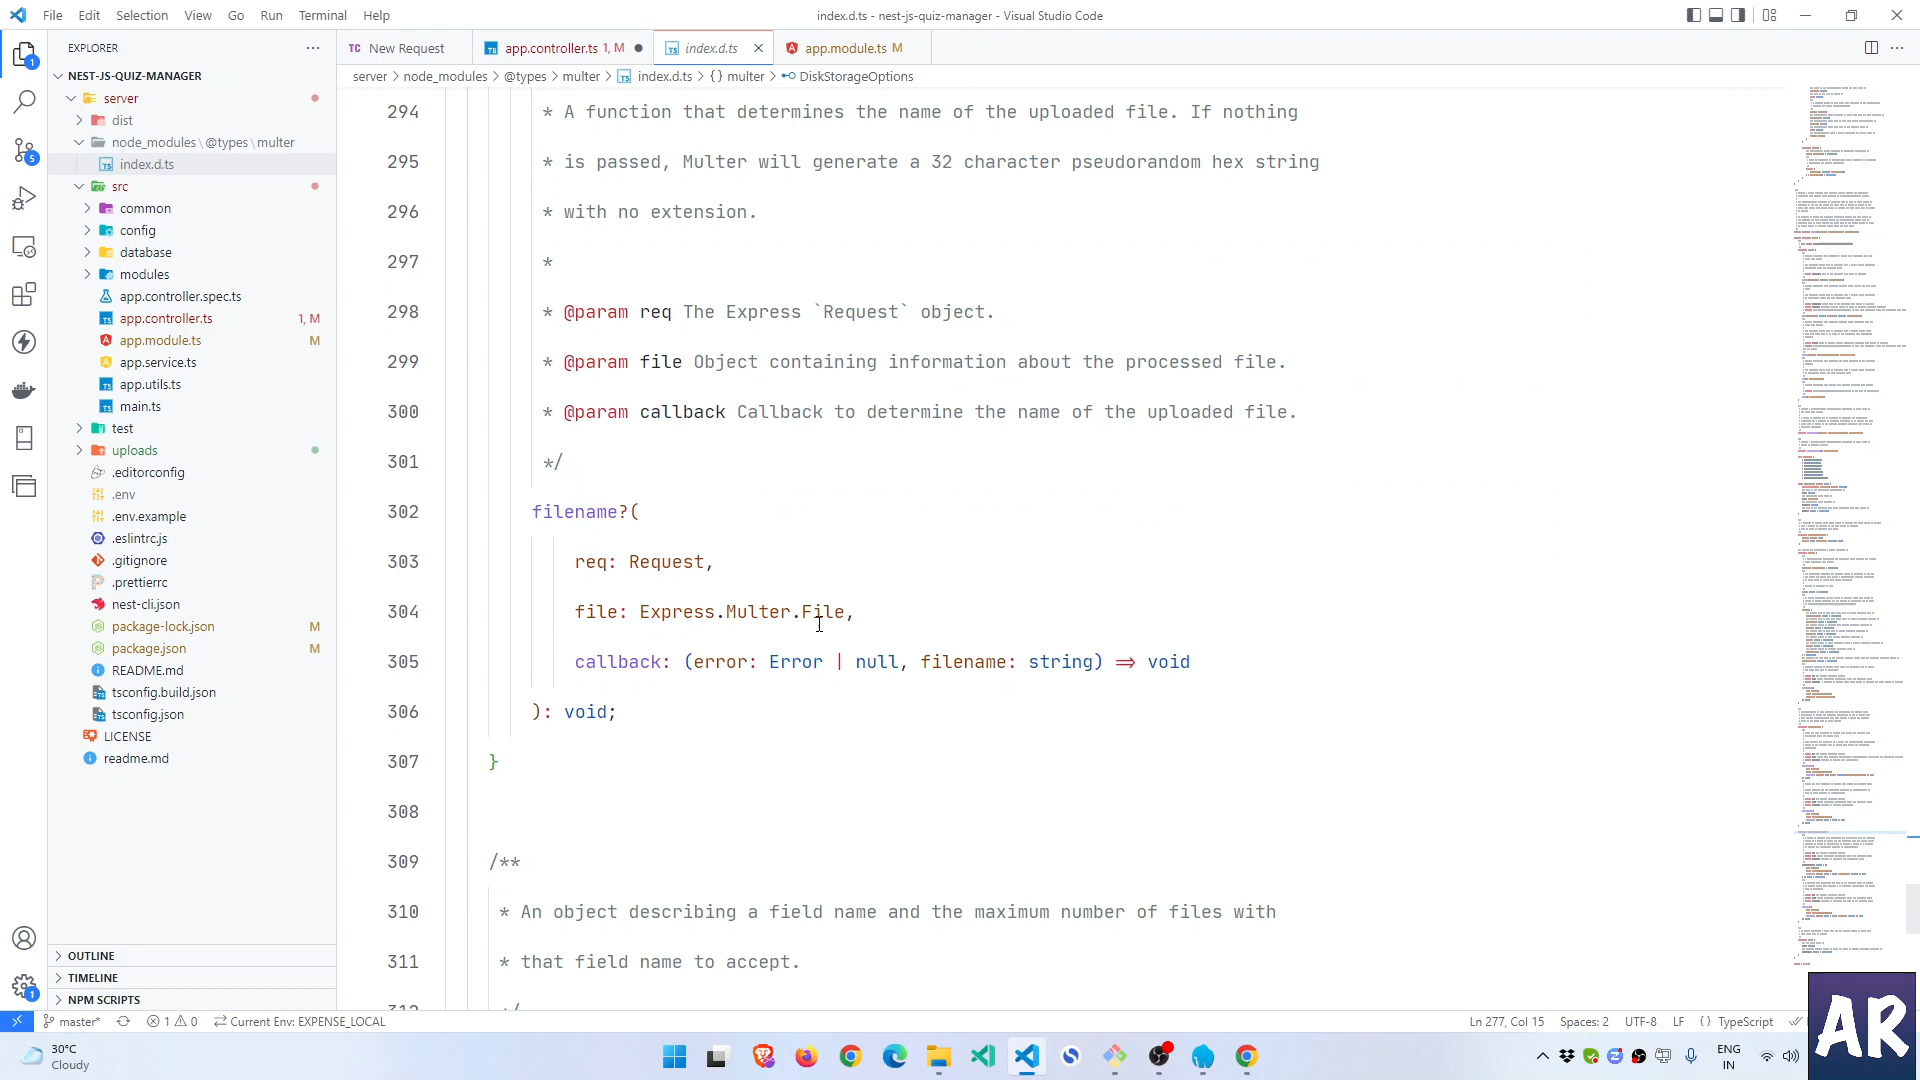 File Edit Selection View Go Run Terminal Help
index.d.ts - nest-js-quiz-manager - Visual Studio Code
EXPLORER
TC New Request
TS app.controller.ts 1, M
TS index.d.ts
app.module.ts M
NEST-JS-QUIZ-MANAGER
server > node_modules > @types > multer > TS index.d.ts > {} multer > DiskStorageOptions
server
dist
node_modules \ @types \ multer
TS index.d.ts
src
common
config
database
modules
app.controller.spec.ts
TS app.controller.ts 1, M
app.module.ts M
app.service.ts
TS app.utils.ts
TS main.ts
test
uploads
.editorconfig
.env
.env.example
.eslintrc.js
.gitignore
.prettierrc
nest-cli.json
package-lock.json M
package.json M
README.md
tsconfig.build.json
tsconfig.json
LICENSE
readme.md
OUTLINE
TIMELINE
NPM SCRIPTS
294 * A function that determines the name of the uploaded file. If nothing
295 * is passed, Multer will generate a 32 character pseudorandom hex string
296 * with no extension.
297 *
298 * @param req The Express `Request` object.
299 * @param file Object containing information about the processed file.
300 * @param callback Callback to determine the name of the uploaded file.
301 */
302 filename?(
303 req: Request,
304 file: Express.Multer.File,
305 callback: (error: Error | null, filename: string) => void
306 ): void;
307 }
308
309 /**
310 * An object describing a field name and the maximum number of files with
311 * that field name to accept.
master* 1 0 Current Env: EXPENSE_LOCAL
Ln 277, Col 15 Spaces: 2 UTF-8 LF {} TypeScript
30°C
Cloudy
ENG
IN
AR